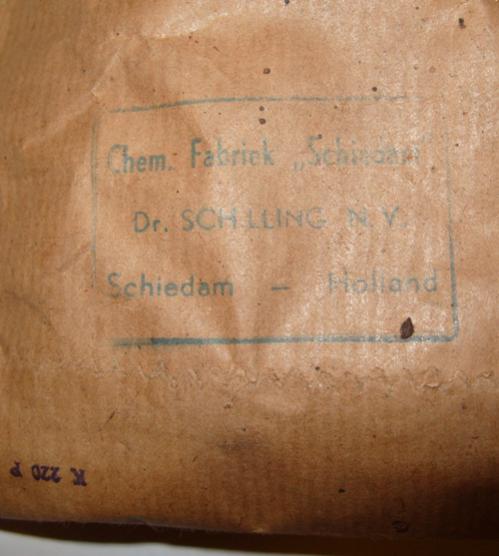 Chem. Fabriek „Schiedam"
Dr. SCHILLING N. V.
Schiedam – Holland
K 220 P